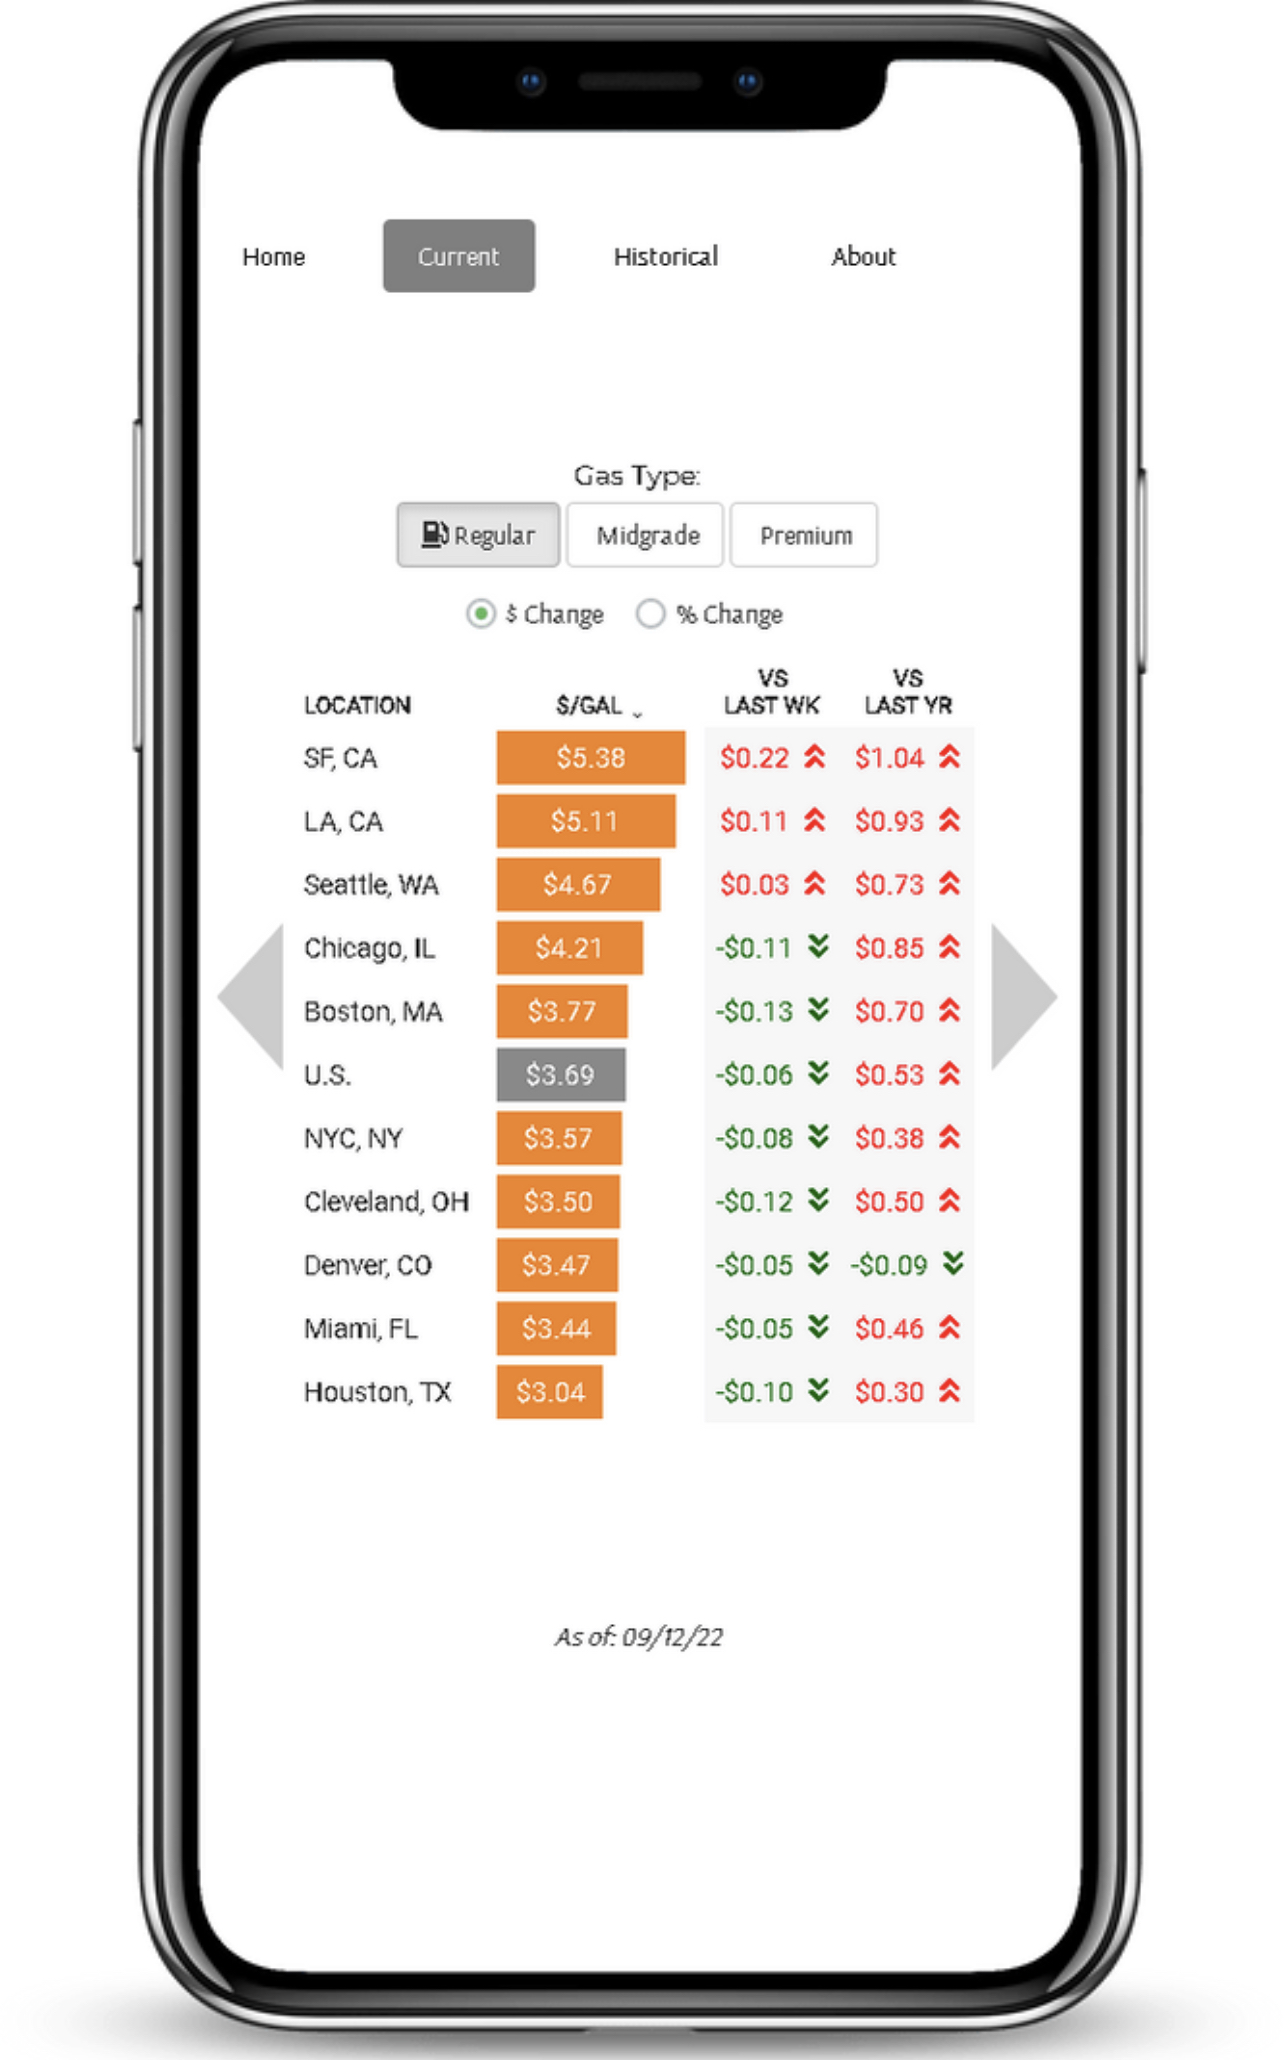 Home Current Historical About
Gas Type:
Regular Midgrade Premium
$ Change % Change
VS VS
LOCATION $/GAL LAST WK LAST YR
SF, CA $5.38 $0.22 $1.04
LA, CA $5.11 $0.11 $0.93
Seattle, WA $4.67 $0.03 $0.73
Chicago, IL $4.21 -$0.11 $0.85
Boston, MA $3.77 -$0.13 $0.70
U.S. $3.69 -$0.06 $0.53
NYC, NY $3.57 -$0.08 $0.38
Cleveland, OH $3.50 -$0.12 $0.50
Denver, CO $3.47 -$0.05 -$0.09
Miami, FL $3.44 -$0.05 $0.46
Houston, TX $3.04 -$0.10 $0.30
As of: 09/12/22